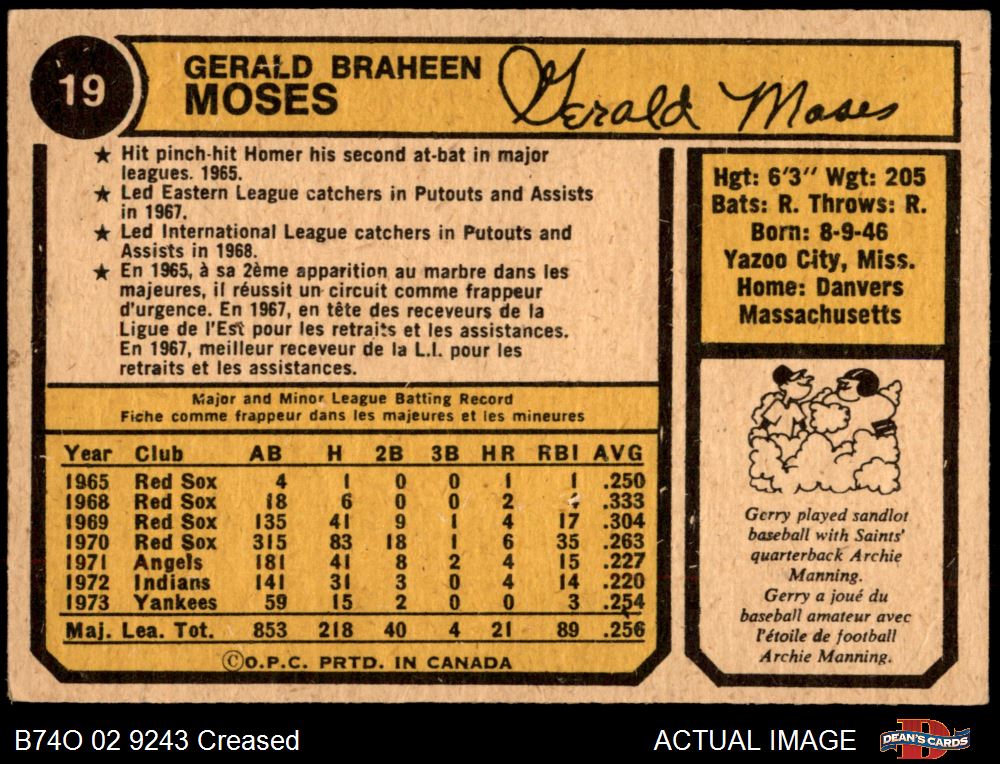 19
GERALD BRAHEEN
MOSES
Gerald Moses
★ Hit pinch-hit Homer his second at-bat in major
leagues. 1965.
★ Led Eastern League catchers in Putouts and Assists
in 1967.
★ Led International League catchers in Putouts and
Assists in 1968.
★ En 1965, à sa 2ème apparition au marbre dans les
majeures, il réussit un circuit comme frappeur
d'urgence. En 1967, en tête des receveurs de la
Ligue de l'Est pour les retraits et les assistances.
En 1967, meilleur receveur de la L.I. pour les
retraits et les assistances.
Major and Minor League Batting Record
Fiche comme frappeur dans les majeures et les mineures
Year Club AB H 2B 3B HR RBI AVG
1965 Red Sox 4 1 0 0 1 1 .250
1968 Red Sox 18 6 0 0 2 4 .333
1969 Red Sox 135 41 9 1 4 17 .304
1970 Red Sox 315 83 18 1 6 35 .263
1971 Angels 181 41 8 2 4 15 .227
1972 Indians 141 31 3 0 4 14 .220
1973 Yankees 59 15 2 0 0 3 .254
Maj. Lea. Tot. 853 218 40 4 21 89 .256
©O.P.C. PRTD. IN CANADA
Hgt: 6'3" Wgt: 205
Bats: R. Throws: R.
Born: 8-9-46
Yazoo City, Miss.
Home: Danvers
Massachusetts
Gerry played sandlot
baseball with Saints'
quarterback Archie
Manning.
Gerry a joué du
baseball amateur avec
l'étoile de football
Archie Manning.
B74O 02 9243 Creased
ACTUAL IMAGE
DEAN'S CARDS